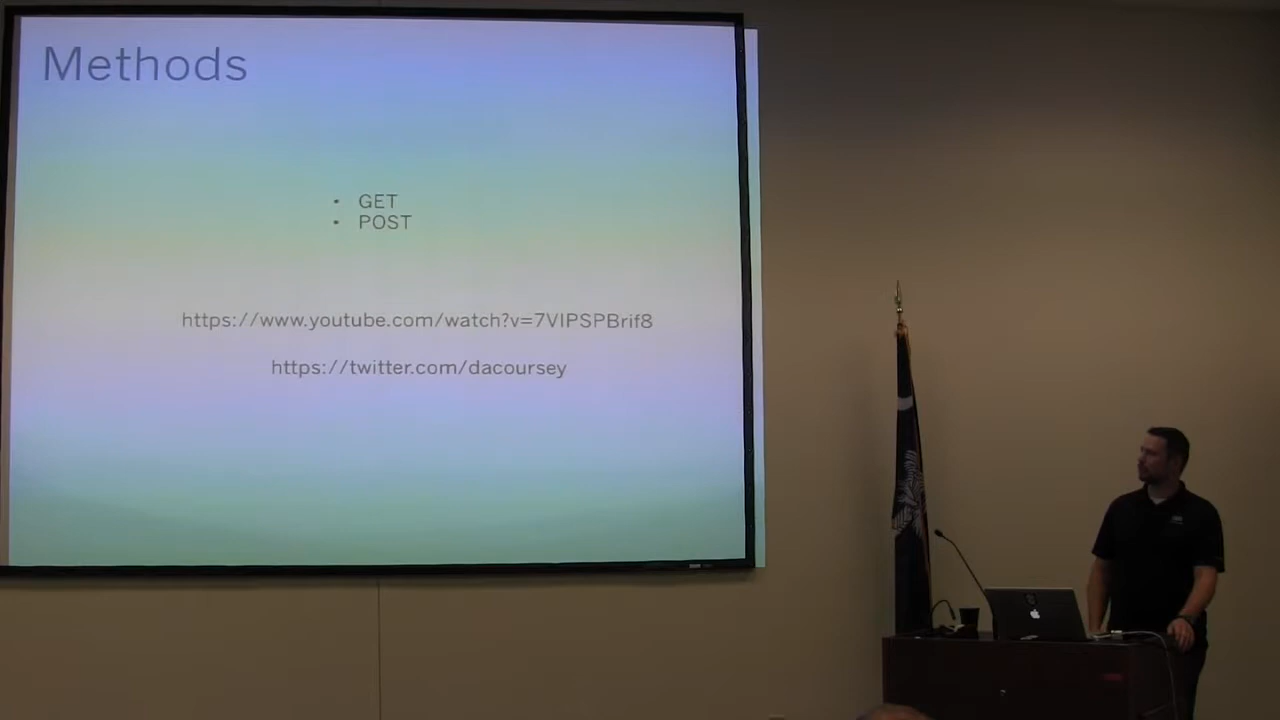 Methods
• GET
• POST
https://www.youtube.com/watch?v=7VIPSPBrif8
https://twitter.com/dacoursey